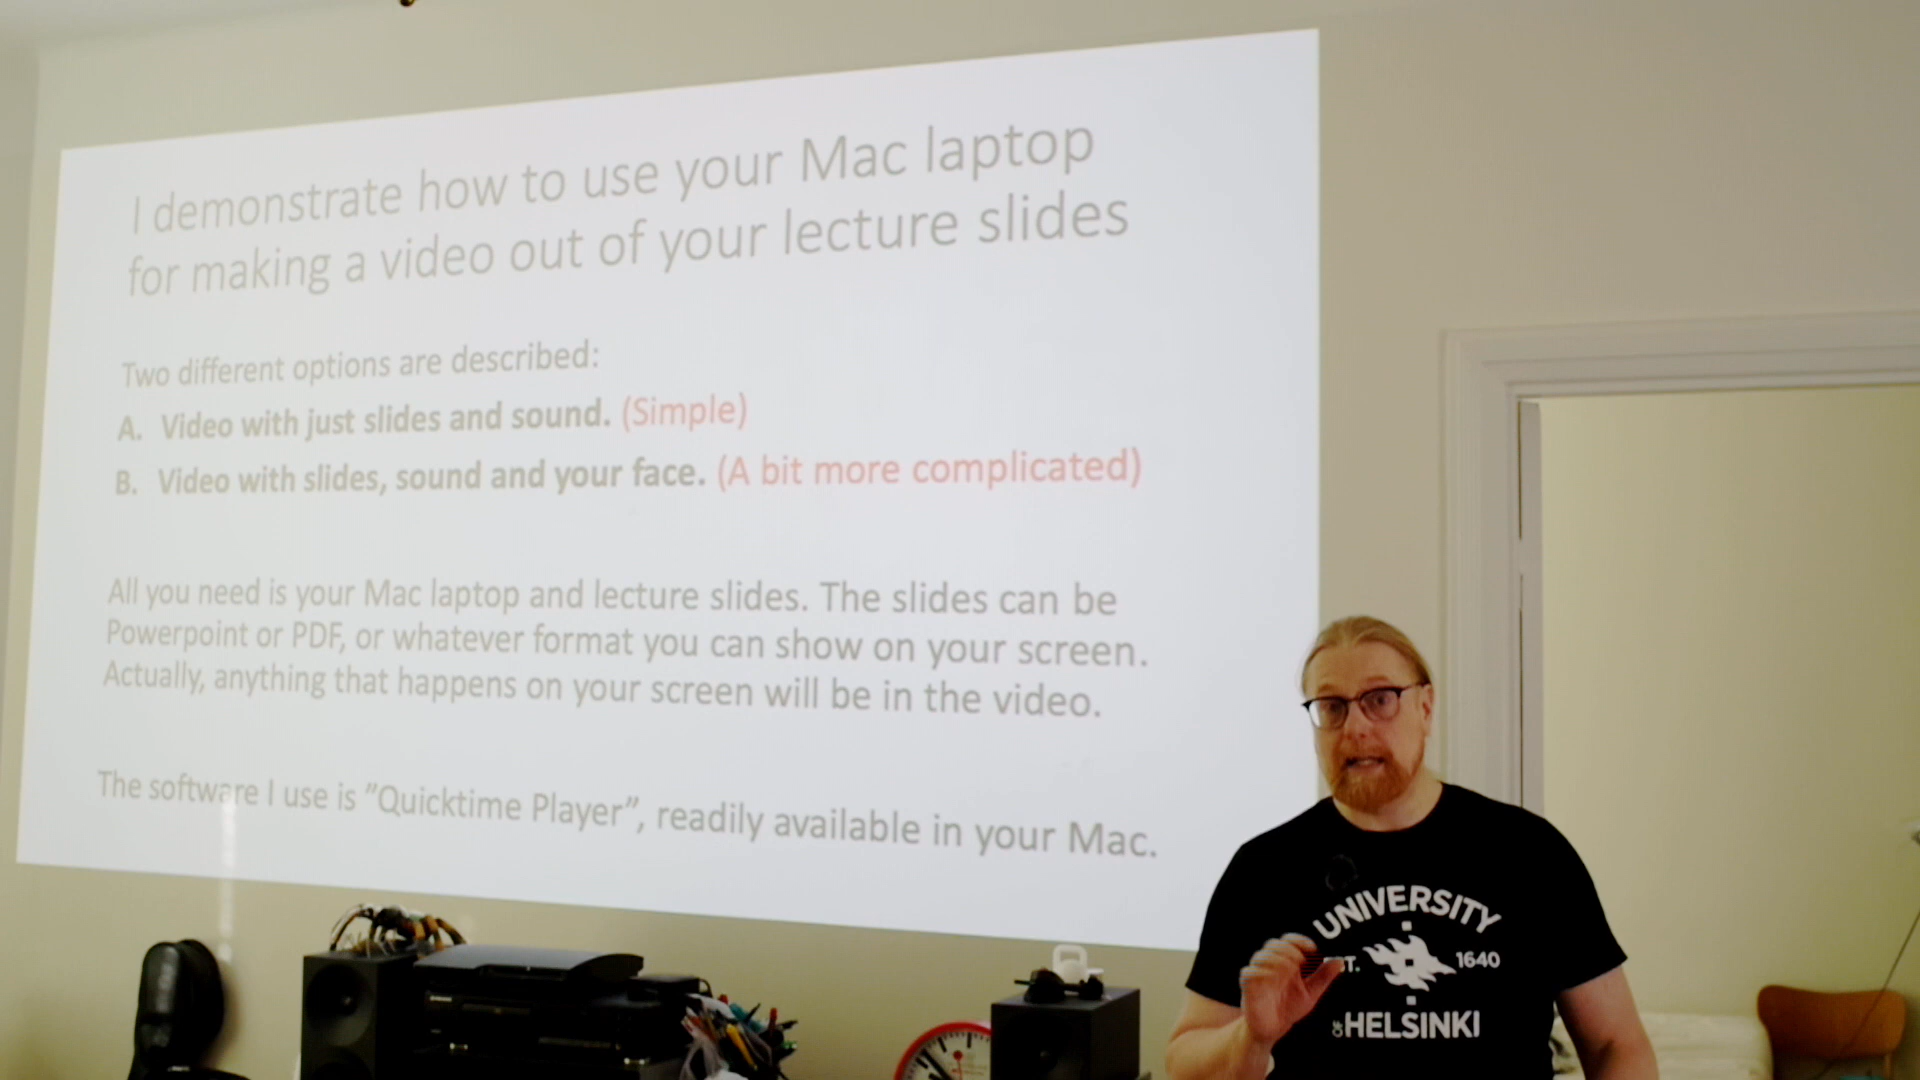 I demonstrate how to use your Mac laptop
for making a video out of your lecture slides
Two different options are described:
A. Video with just slides and sound. (Simple)
B. Video with slides, sound and your face. (A bit more complicated)
All you need is your Mac laptop and lecture slides. The slides can be
Powerpoint or PDF, or whatever format you can show on your screen.
Actually, anything that happens on your screen will be in the video.
The software I use is ”Quicktime Player”, readily available in your Mac.
UNIVERSITY
1640
OF HELSINKI